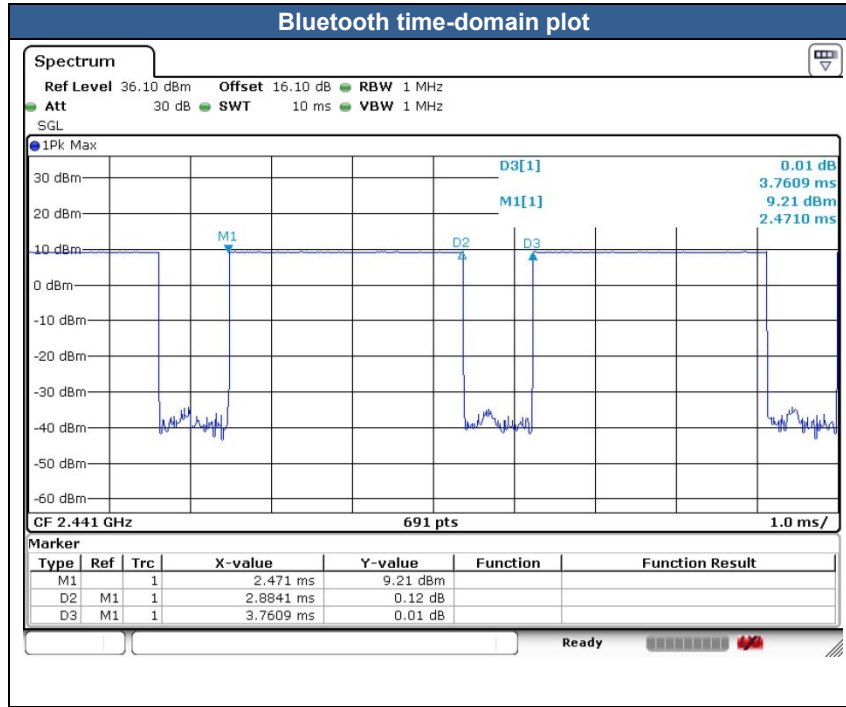 Bluetooth time-domain plot
Spectrum
Ref Level 36.10 dBm Offset 16.10 dB RBW 1 MHz
Att 30 dB SWT 10 ms VBW 1 MHz
SGL
1Pk Max
D3[1] 0.01 dB
3.7609 ms
M1[1] 9.21 dBm
2.4710 ms
30 dBm
20 dBm
M1 D2 D3
10 dBm
0 dBm
-10 dBm
-20 dBm
-30 dBm
-40 dBm
-50 dBm
-60 dBm
CF 2.441 GHz 691 pts 1.0 ms/
Marker
Type Ref Trc X-value Y-value Function Function Result
M1 1 2.471 ms 9.21 dBm
D2 M1 1 2.8841 ms 0.12 dB
D3 M1 1 3.7609 ms 0.01 dB
Ready